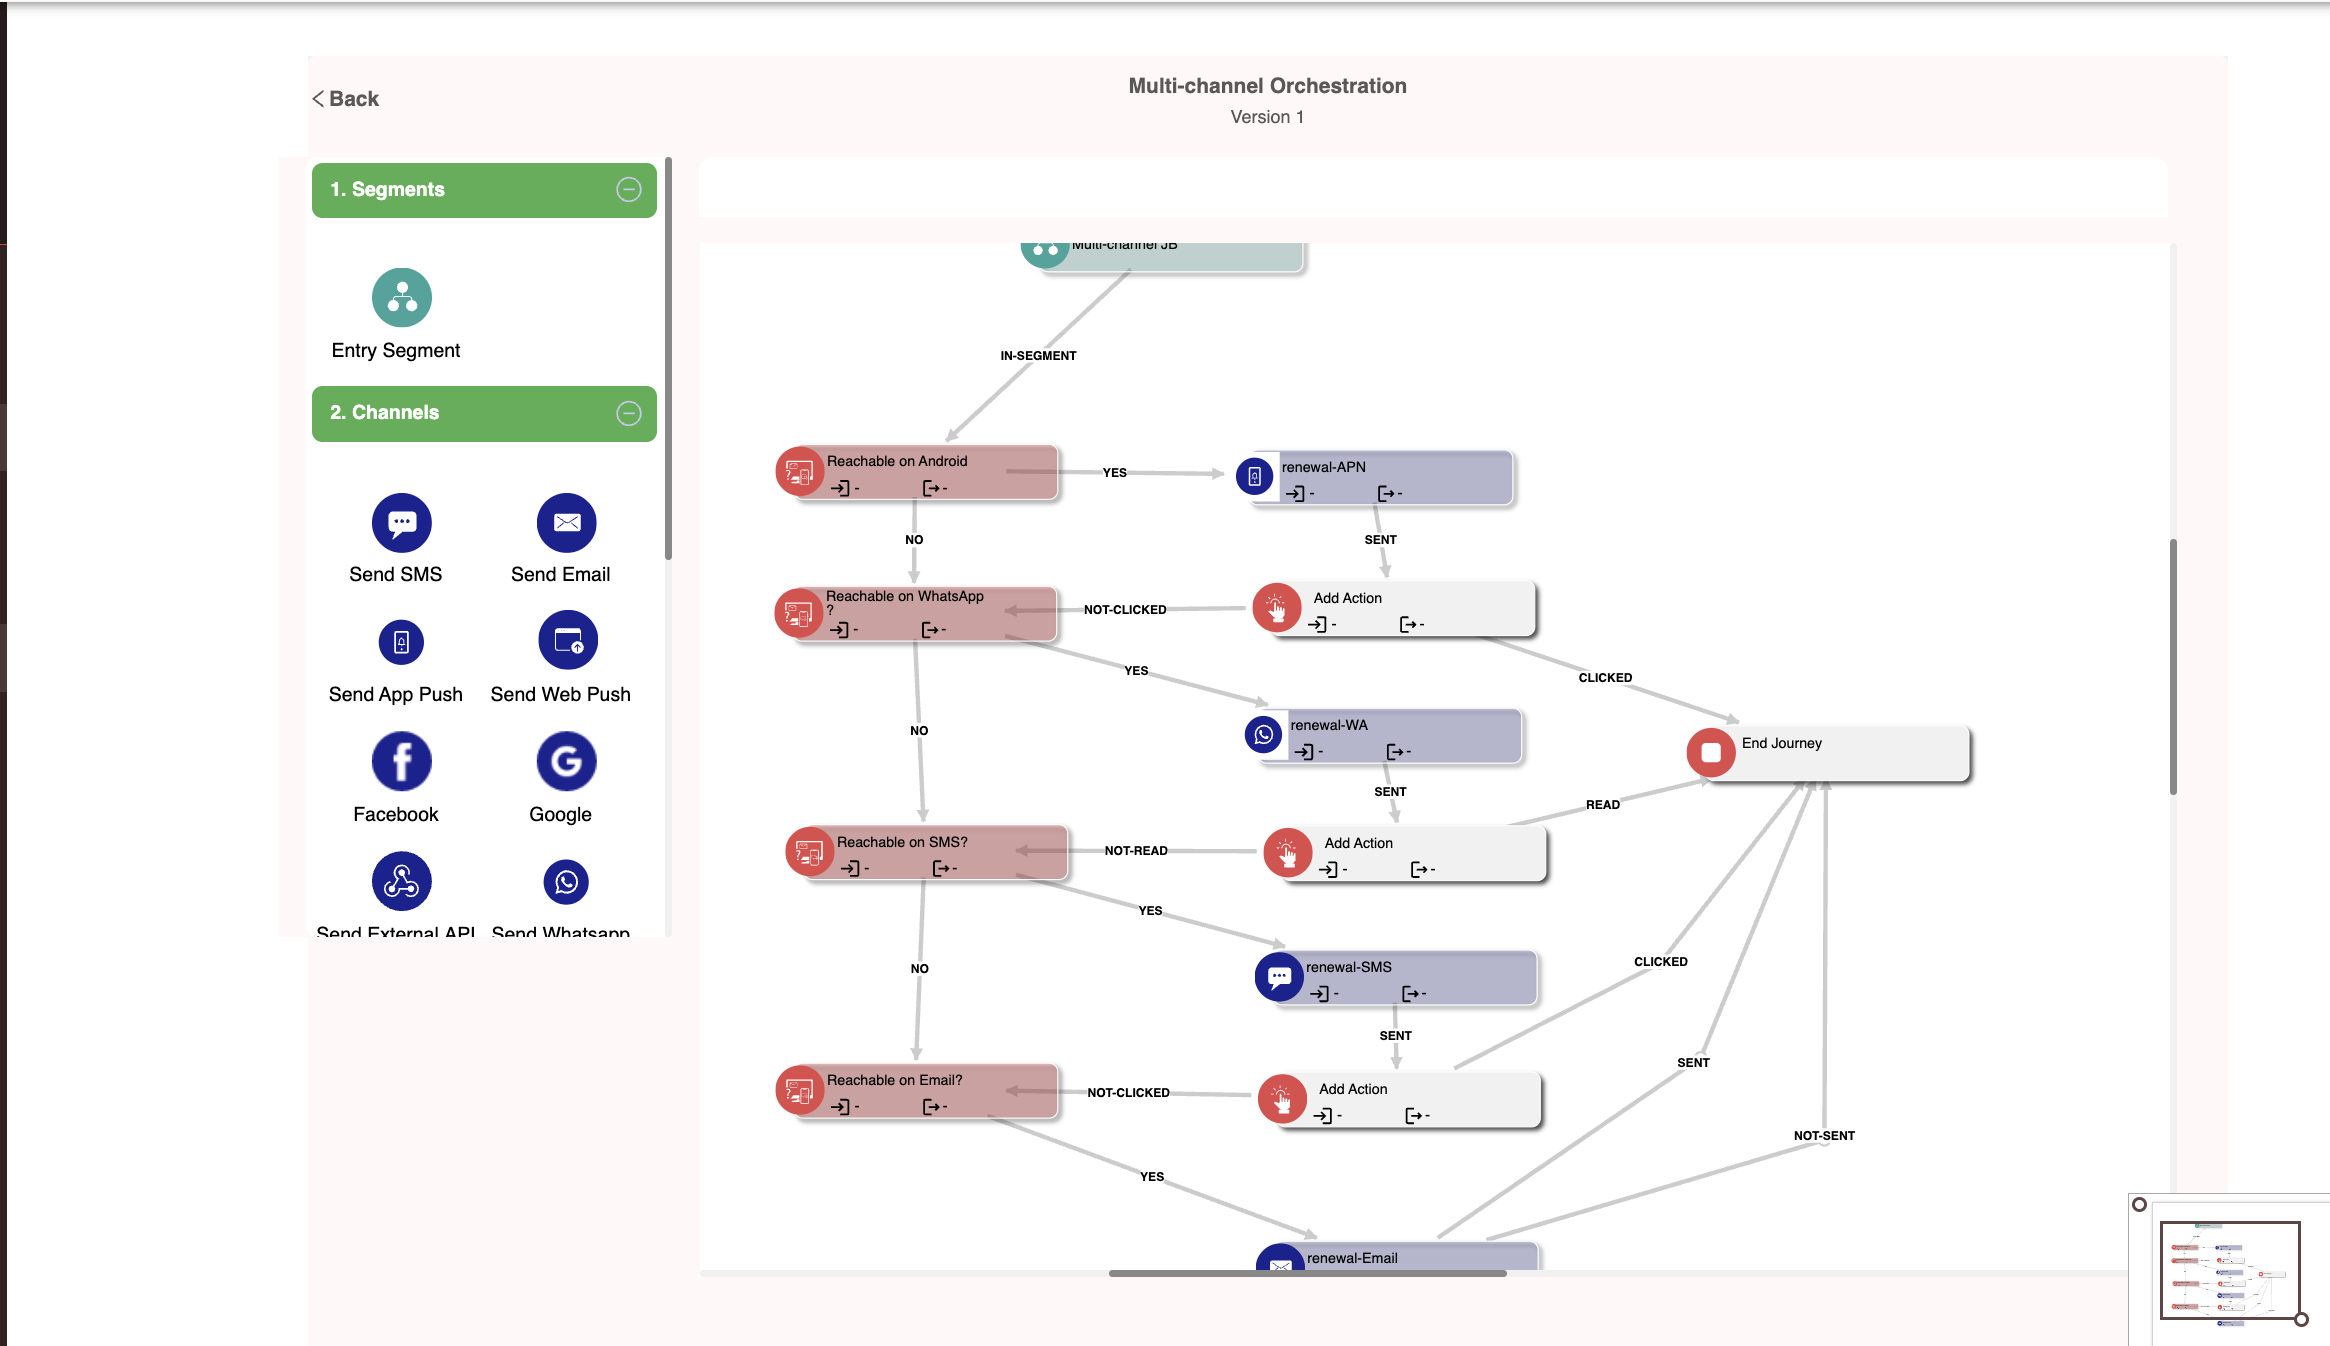 Back
Multi-channel Orchestration
Version 1
1. Segments
Entry Segment
2. Channels
Send SMS
Send Email
Send App Push
Send Web Push
Facebook
Google
Send External API
Send Whatsapp
Multi-channel JB
IN-SEGMENT
Reachable on Android
- -
YES
renewal-APN
- -
NO
SENT
Reachable on WhatsApp
?
- -
NOT-CLICKED
Add Action
- -
YES
CLICKED
NO
renewal-WA
- -
End Journey
SENT
READ
Reachable on SMS?
- -
NOT-READ
Add Action
- -
YES
CLICKED
NO
renewal-SMS
- -
SENT
SENT
Reachable on Email?
- -
NOT-CLICKED
Add Action
- -
NOT-SENT
YES
renewal-Email